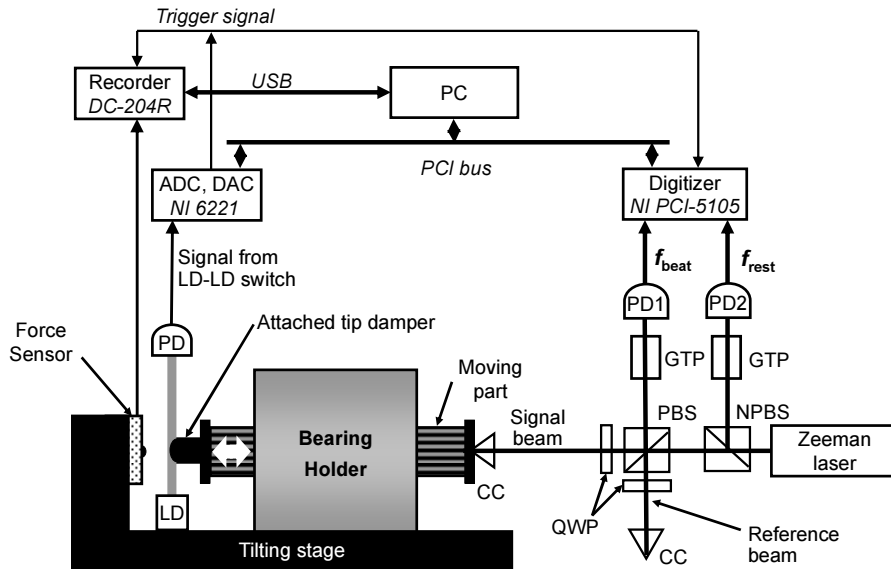 Trigger signal
Recorder
DC-204R
USB
PC
PCI bus
ADC, DAC
NI 6221
Digitizer
NI PCI-5105
Signal from
LD-LD switch
f beat
f rest
PD1
PD2
Attached tip damper
PD
Force
Sensor
GTP
GTP
Moving
part
Signal
beam
PBS
NPBS
Bearing
Holder
Zeeman
laser
CC
QWP
LD
Reference
beam
CC
Tilting stage